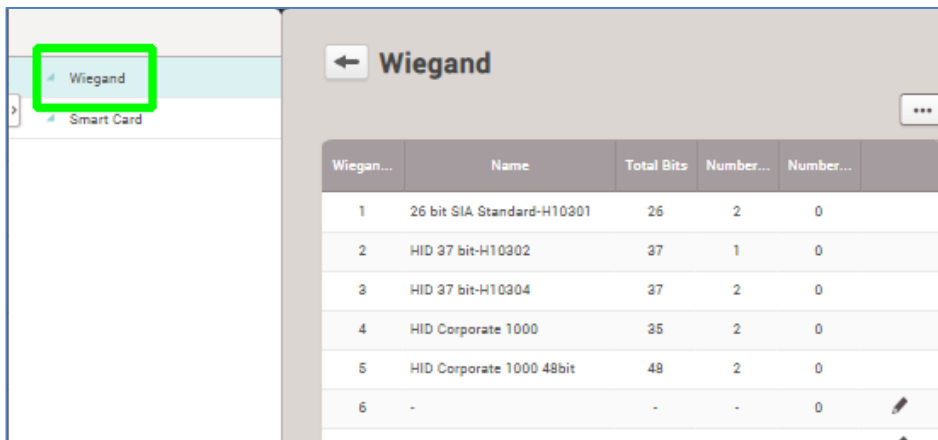 Wiegand
Smart Card
Wiegand
...
Wiegan... Name Total Bits Number... Number...
1 26 bit SIA Standard-H10301 26 2 0
2 HID 37 bit-H10302 37 1 0
3 HID 37 bit-H10304 37 2 0
4 HID Corporate 1000 35 2 0
5 HID Corporate 1000 48bit 48 2 0
6 - - - 0